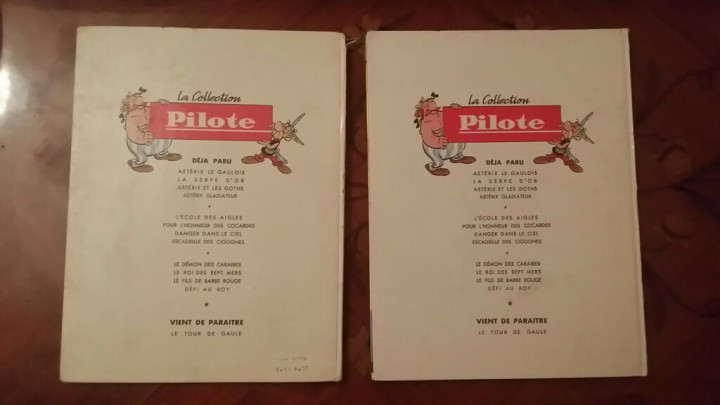 La Collection
Pilote
DÉJA PARU
ASTÉRIX LE GAULOIS
LA SERPE D'OR
ASTÉRIX ET LES GOTHS
ASTÉRIX GLADIATEUR
L'ÉCOLE DES AIGLES
POUR L'HONNEUR DES COCARDES
DANGER DANS LE CIEL
ESCADRILLE DES CIGOGNES
LE DÉMON DES CARAIBES
LE ROI DES SEPT MERS
LE FILS DE BARBE ROUGE
DÉFI AU ROY
VIENT DE PARAITRE
LE TOUR DE GAULE
La Collection
Pilote
DÉJA PARU
ASTÉRIX LE GAULOIS
LA SERPE D'OR
ASTÉRIX ET LES GOTHS
ASTÉRIX GLADIATEUR
L'ÉCOLE DES AIGLES
POUR L'HONNEUR DES COCARDES
DANGER DANS LE CIEL
ESCADRILLE DES CIGOGNES
LE DÉMON DES CARAIBES
LE ROI DES SEPT MERS
LE FILS DE BARBE ROUGE
DÉFI AU ROY
VIENT DE PARAITRE
LE TOUR DE GAULE